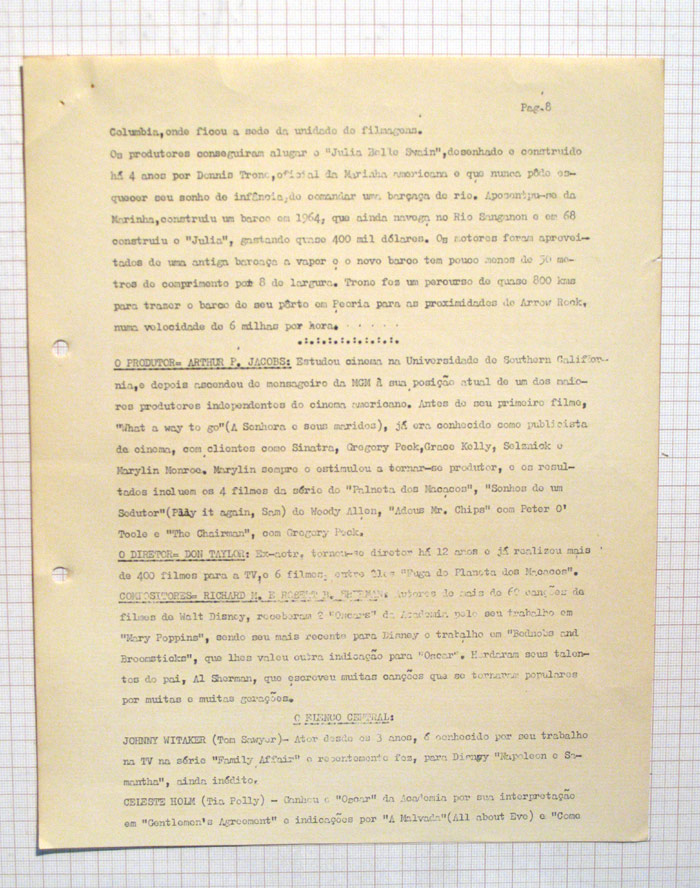 Pag.8
Columbia,onde ficou a sede da unidade de filmagens.
Os produtores conseguiram alugar o "Julia Belle Swain",desenhado e construido
há 4 anos por Dennis Trone,oficial da Marinha americana e que nunca pôde es-
quecer seu sonho de infância,de comandar uma barcaça de rio. Aposentou-se da
Marinha,construiu um barco em 1964, que ainda navega no Rio Sangamon e em 68
construiu o "Julia", gastando quase 400 mil dólares. Os motores foram aprovei-
tados de uma antiga barcaça a vapor e o novo barco tem pouco menos de 30 me-
tros de comprimento por 8 de largura. Trone fez um percurso de quase 800 kms
para trazer o barco de seu pôrto em Peoria para as proximidades de Arrow Rock,
numa velocidade de 6 milhas por hora.
O PRODUTOR= ARTHUR P. JACOBS: Estudou cinema na Universidade de Southern Califor-
nia,e depois ascendeu de mensageiro da MGM à sua posição atual de um dos maio-
res produtores independentes do cinema americano. Antes de seu primeiro filme,
"What a way to go"(A Senhora e seus maridos), já era conhecido como publicista
de cinema, com clientes como Sinatra, Gregory Peck,Grace Kelly, Selznick e
Marylin Monroe. Marylin sempre o estimulou a tornar-se produtor, e os resul-
tados incluem os 4 filmes da série do "Palneta dos Macacos", "Sonhos de um
Sedutor"(Play it again, Sam) de Woody Allen, "Adeus Mr. Chips" com Peter O'
Toole e "The Chairman", com Gregory Peck.
O DIRETOR= DON TAYLOR: Ex-aotr, tornou-se diretor há 12 anos e já realizou mais
de 400 filmes para a TV,e 6 filmes, entre êles "Fuga do Planeta dos Macacos".
COMPOSITORES= RICHARD M. E ROBERT B. SHERMAN: Autores de mais de 60 canções de
filmes de Walt Disney, receberam 2 "Oscars" da Academia pelo seu trabalho em
"Mary Poppins", sendo seu mais recente para Disney o trabalho em "Bednobs and
Broomsticks", que lhes valeu outra indicação para "Oscar". Herdaram seus talen-
tos do pai, Al Sherman, que escreveu muitas canções que se tornaram populares
por muitas e muitas gerações.
O ELENCO CENTRAL:
JOHNNY WITAKER (Tom Sawyer)- Ator desde os 3 anos, é conhecido por seu trabalho
na TV na série "Family Affair" e recentemente fez, para Disney "Napoleon e Sa-
mantha", ainda inédito.
CELESTE HOLM (Tia Polly) - Ganhou o "Oscar" da Academia por sua interpretação
em "Gentlemen's Agreement" e indicações por "A Malvada"(All about Eve) e "Come